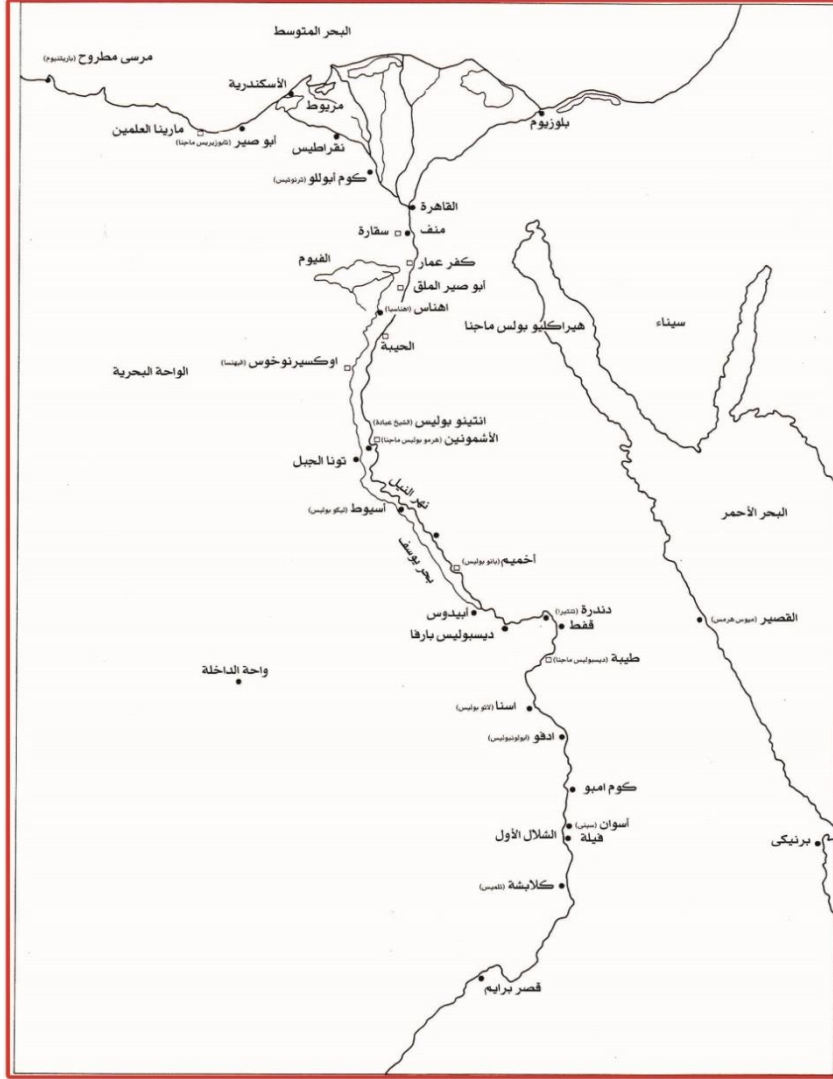 البحر المتوسط
مرسى مطروح (باريتنيوم)
الأسكندرية
مريوط
بلوزيوم
مارينا العلمين
أبو صير (تابوزيريس ماجنا)
نقراطيس
كوم أبوللو (ترنوتيس)
القاهرة
منف
سقارة
كفر عمار
الفيوم
أبو صير الملق
اهناس (اهناسيا)
هيراكليو بولس ماجنا
سيناء
الحيبة
اوكسيرنوخوس (البهنسا)
الواحة البحرية
انتينو بوليس (الشيخ عبادة)
الأشمونين (هرمو بوليس ماجنا)
تونا الجبل
نهر النيل
اسيوط (ليكو بوليس)
البحر الأحمر
بحر يوسف
أخميم (بانو بوليس)
أبيدوس
دندرة (تنتيرا)
قفط
القصير (ميوس هرمس)
ديسبوليس بارفا
طيبة (ديسبوليس ماجنا)
واحة الداخلة
اسنا (لاتو بوليس)
ادفو (ابولونبوليس)
كوم امبو
أسوان (سيني)
الشلال الأول
فيلة
برنيكى
كلابشة (تلميس)
قصر برايم